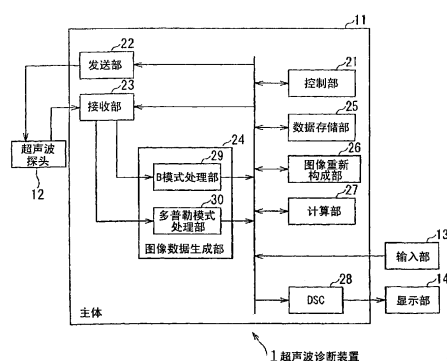 11
22
发送部
23
接收部
21
控制部
25
数据存储部
24
29
B模式处理部
26
图像重新
构成部
超声波
探头
12
30
多普勒模式
处理部
图像数据生成部
27
计算部
13
输入部
28
DSC
14
显示部
主体
1超声波诊断装置